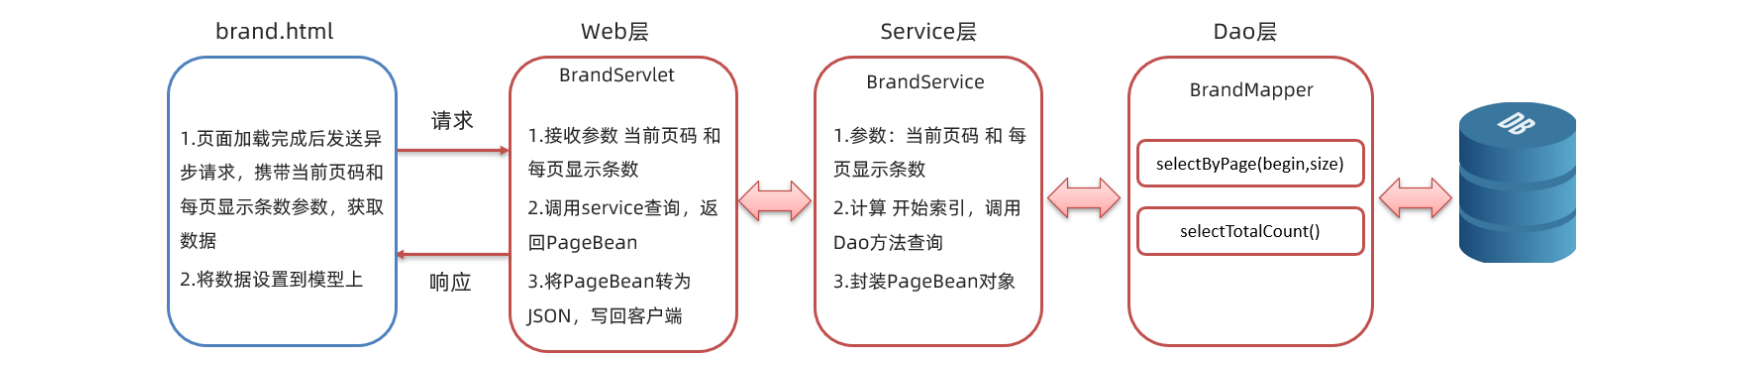 brand.html
1.页面加载完成后发送异
步请求，携带当前页码和
每页显示条数参数，获取
数据
2.将数据设置到模型上
请求
响应
Web层
BrandServlet
1.接收参数 当前页码 和
每页显示条数
2.调用service查询，返
回PageBean
3.将PageBean转为
JSON，写回客户端
Service层
BrandService
1.参数：当前页码 和 每
页显示条数
2.计算 开始索引，调用
Dao方法查询
3.封装PageBean对象
Dao层
BrandMapper
selectByPage(begin,size)
selectTotalCount()
DB